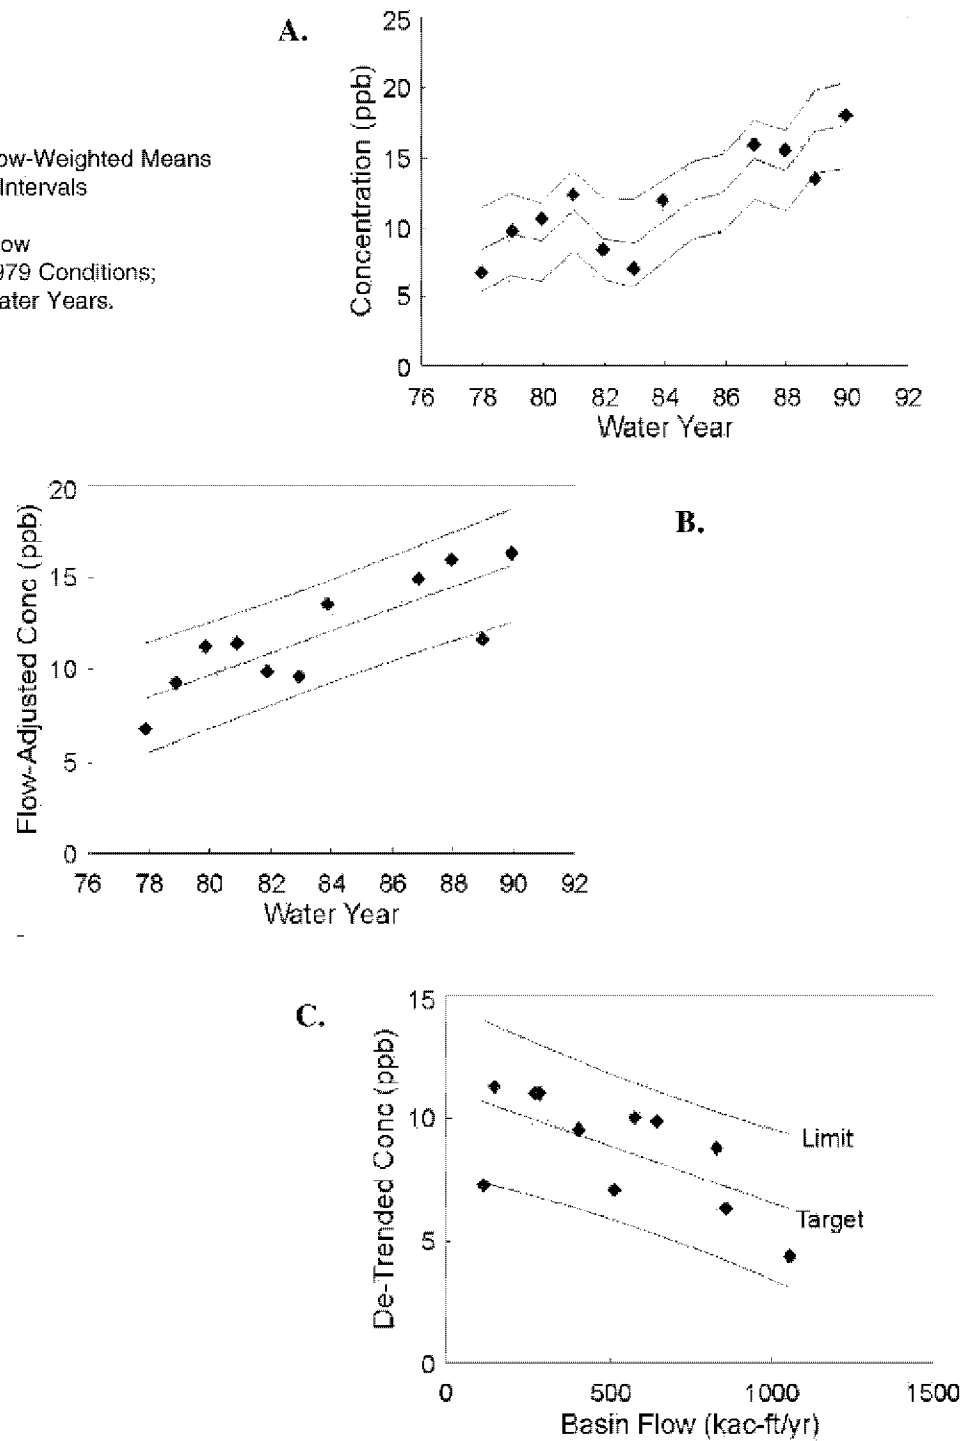 A.
25
20
15
10
5
0
Concentration (ppb)
76 78 80 82 84 86 88 90 92
Water Year
ow-Weighted Means
Intervals
ow
979 Conditions;
ater Years.
B.
20
15
10
5
0
Flow-Adjusted Conc (ppb)
76 78 80 82 84 86 88 90 92
Water Year
C.
15
10
5
0
De-Trended Conc (ppb)
Limit
Target
0 500 1000 1500
Basin Flow (kac-ft/yr)